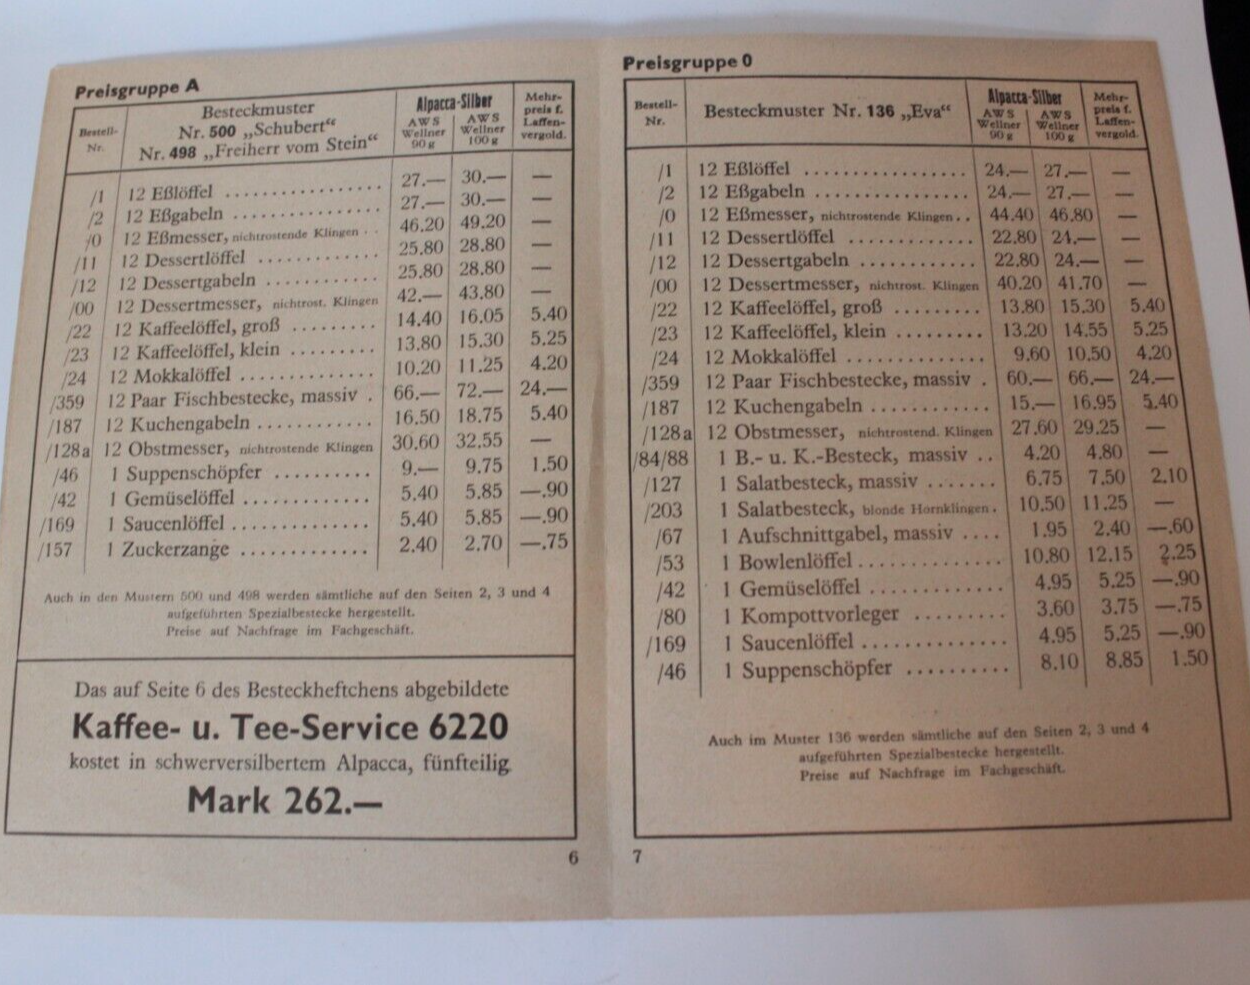 Preisgruppe A
Bestell-Nr.
Besteckmuster
Nr. 500 „Schubert“
Nr. 498 „Freiherr vom Stein“
Alpacca-Silber
AWS Wellner 90 g
AWS Wellner 100 g
Mehr-preis f. Laffen-vergold.
/1 12 Eßlöffel 27.— 30.— —
/2 12 Eßgabeln 27.— 30.— —
/0 12 Eßmesser, nichtrostende Klingen 46.20 49.20 —
/11 12 Dessertlöffel 25.80 28.80 —
/12 12 Dessertgabeln 25.80 28.80 —
/00 12 Dessertmesser, nichtrost. Klingen 42.— 43.80 —
/22 12 Kaffeelöffel, groß 14.40 16.05 5.40
/23 12 Kaffeelöffel, klein 13.80 15.30 5.25
/24 12 Mokkalöffel 10.20 11.25 4.20
/359 12 Paar Fischbestecke, massiv . 66.— 72.— 24.—
/187 12 Kuchengabeln 16.50 18.75 5.40
/128a 12 Obstmesser, nichtrostende Klingen 30.60 32.55 —
/46 1 Suppenschöpfer 9.— 9.75 1.50
/42 1 Gemüselöffel 5.40 5.85 —.90
/169 1 Saucenlöffel 5.40 5.85 —.90
/157 1 Zuckerzange 2.40 2.70 —.75
Auch in den Mustern 500 und 498 werden sämtliche auf den Seiten 2, 3 und 4
aufgeführten Spezialbestecke hergestellt.
Preise auf Nachfrage im Fachgeschäft.
Das auf Seite 6 des Besteckheftchens abgebildete
Kaffee- u. Tee-Service 6220
kostet in schwerversilbertem Alpacca, fünfteilig
Mark 262.—
6
Preisgruppe 0
Bestell-Nr.
Besteckmuster Nr. 136 „Eva“
Alpacca-Silber
AWS Wellner 90 g
AWS Wellner 100 g
Mehr-preis f. Laffen-vergold.
/1 12 Eßlöffel 24.— 27.— —
/2 12 Eßgabeln 24.— 27.— —
/0 12 Eßmesser, nichtrostende Klingen 44.40 46.80 —
/11 12 Dessertlöffel 22.80 24.— —
/12 12 Dessertgabeln 22.80 24.— —
/00 12 Dessertmesser, nichtrost. Klingen 40.20 41.70 —
/22 12 Kaffeelöffel, groß 13.80 15.30 5.40
/23 12 Kaffeelöffel, klein 13.20 14.55 5.25
/24 12 Mokkalöffel 9.60 10.50 4.20
/359 12 Paar Fischbestecke, massiv . 60.— 66.— 24.—
/187 12 Kuchengabeln 15.— 16.95 5.40
/128a 12 Obstmesser, nichtrostend. Klingen 27.60 29.25 —
/84/88 1 B.- u. K.-Besteck, massiv 4.20 4.80 —
/127 1 Salatbesteck, massiv 6.75 7.50 2.10
/203 1 Salatbesteck, blonde Hornklingen 10.50 11.25 —
/67 1 Aufschnittgabel, massiv 1.95 2.40 —.60
/53 1 Bowlenlöffel 10.80 12.15 2.25
/42 1 Gemüselöffel 4.95 5.25 —.90
/80 1 Kompottvorleger 3.60 3.75 —.75
/169 1 Saucenlöffel 4.95 5.25 —.90
/46 1 Suppenschöpfer 8.10 8.85 1.50
Auch im Muster 136 werden sämtliche auf den Seiten 2, 3 und 4
aufgeführten Spezialbestecke hergestellt.
Preise auf Nachfrage im Fachgeschäft.
7